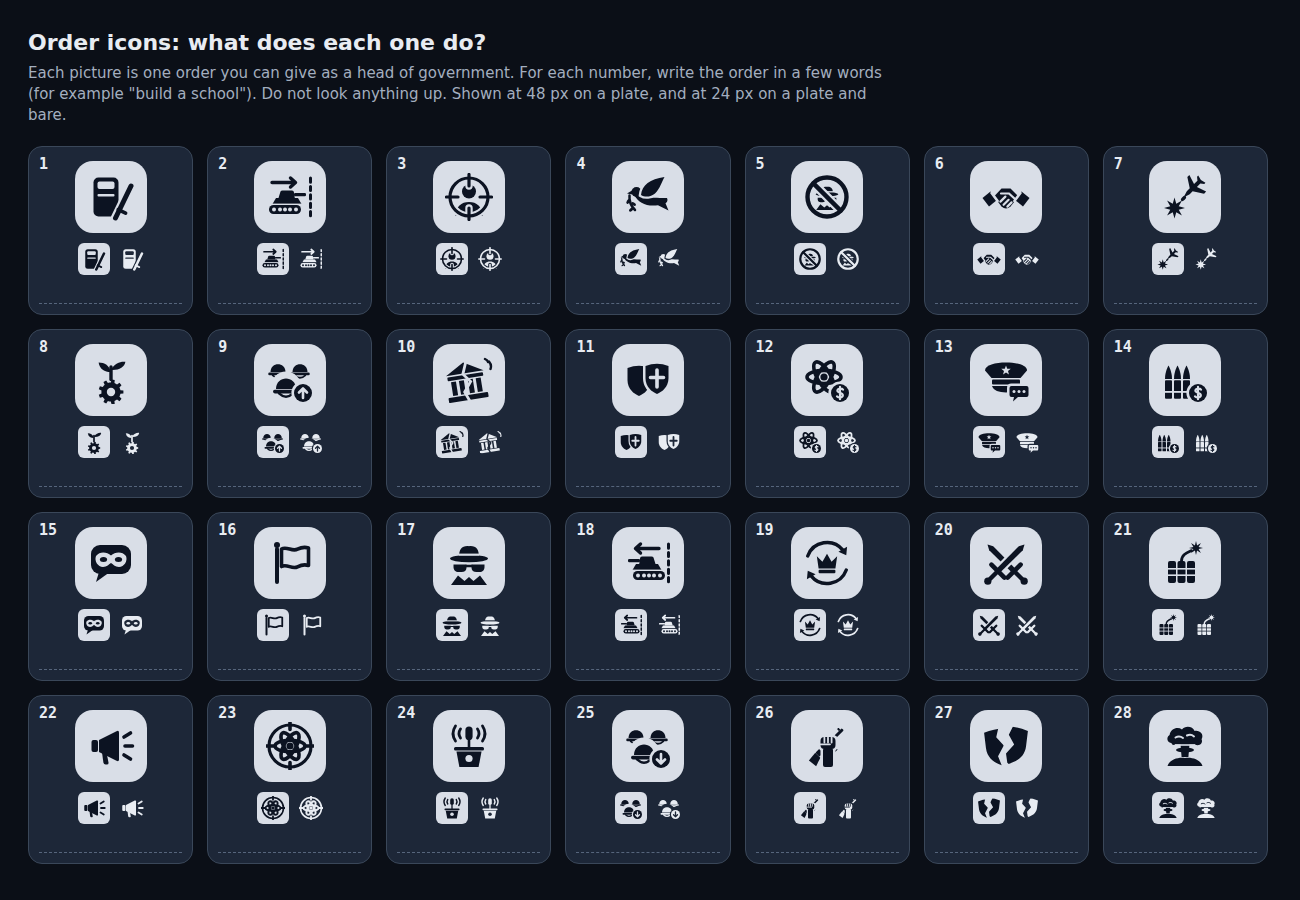 Order icons: what does each one do?
Each picture is one order you can give as a head of government. For each number, write the order in a few words
(for example "build a school"). Do not look anything up. Shown at 48 px on a plate, and at 24 px on a plate and
bare.
1 2 3 4 5 6 7
8 9 10 11 12 13 14
$ $
15 16 17 18 19 20 21
22 23 24 25 26 27 28